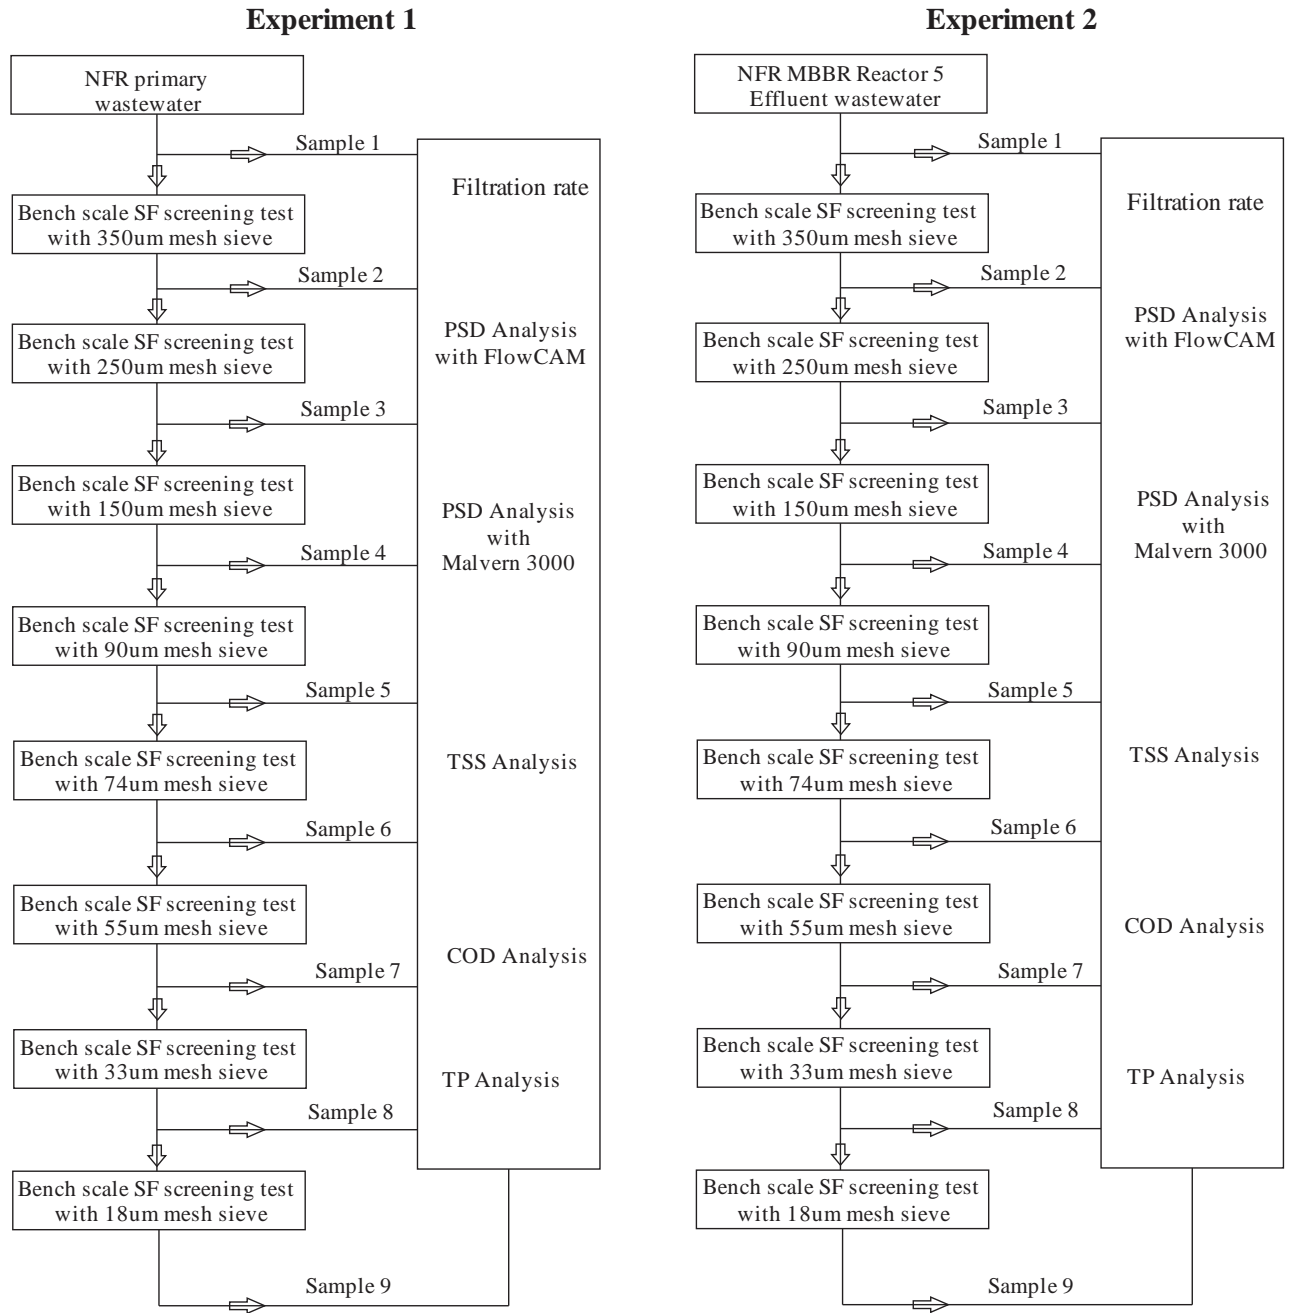 Experiment 1
NFR primary
wastewater
Sample 1
Filtration rate
Bench scale SF screening test
with 350um mesh sieve
Sample 2
PSD Analysis
with FlowCAM
Bench scale SF screening test
with 250um mesh sieve
Sample 3
Bench scale SF screening test
with 150um mesh sieve
PSD Analysis
with
Malvern 3000
Sample 4
Bench scale SF screening test
with 90um mesh sieve
Sample 5
Bench scale SF screening test
with 74um mesh sieve
TSS Analysis
Sample 6
Bench scale SF screening test
with 55um mesh sieve
COD Analysis
Sample 7
Bench scale SF screening test
with 33um mesh sieve
TP Analysis
Sample 8
Bench scale SF screening test
with 18um mesh sieve
Sample 9
Experiment 2
NFR MBBR Reactor 5
Effluent wastewater
Sample 1
Filtration rate
Bench scale SF screening test
with 350um mesh sieve
Sample 2
PSD Analysis
with FlowCAM
Bench scale SF screening test
with 250um mesh sieve
Sample 3
Bench scale SF screening test
with 150um mesh sieve
PSD Analysis
with
Malvern 3000
Sample 4
Bench scale SF screening test
with 90um mesh sieve
Sample 5
Bench scale SF screening test
with 74um mesh sieve
TSS Analysis
Sample 6
Bench scale SF screening test
with 55um mesh sieve
COD Analysis
Sample 7
Bench scale SF screening test
with 33um mesh sieve
TP Analysis
Sample 8
Bench scale SF screening test
with 18um mesh sieve
Sample 9